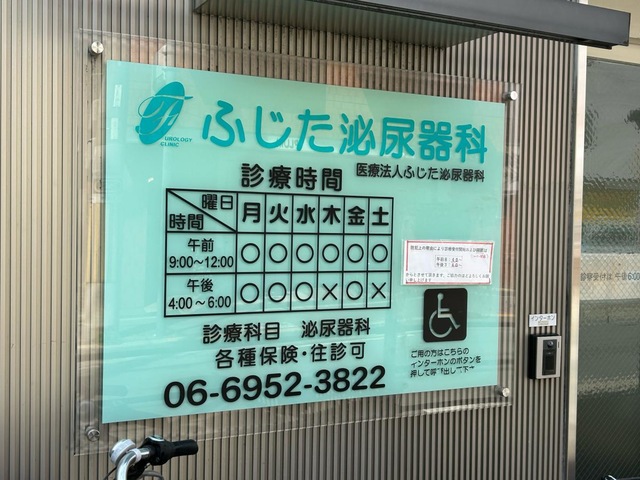 UROLOGY
CLINIC
ふじた泌尿器科
医療法人ふじた泌尿器科
診療時間
曜日 月 火 水 木 金 土
時間
午前
9:00~12:00 ○ ○ ○ ○ ○ ○
午後
4:00~6:00 ○ ○ ○ × ○ ×
診療科目 泌尿器科
各種保険・往診可
06-6952-3822
ご用の方はこちらの
インターホンのボタンを
押して
インターホン